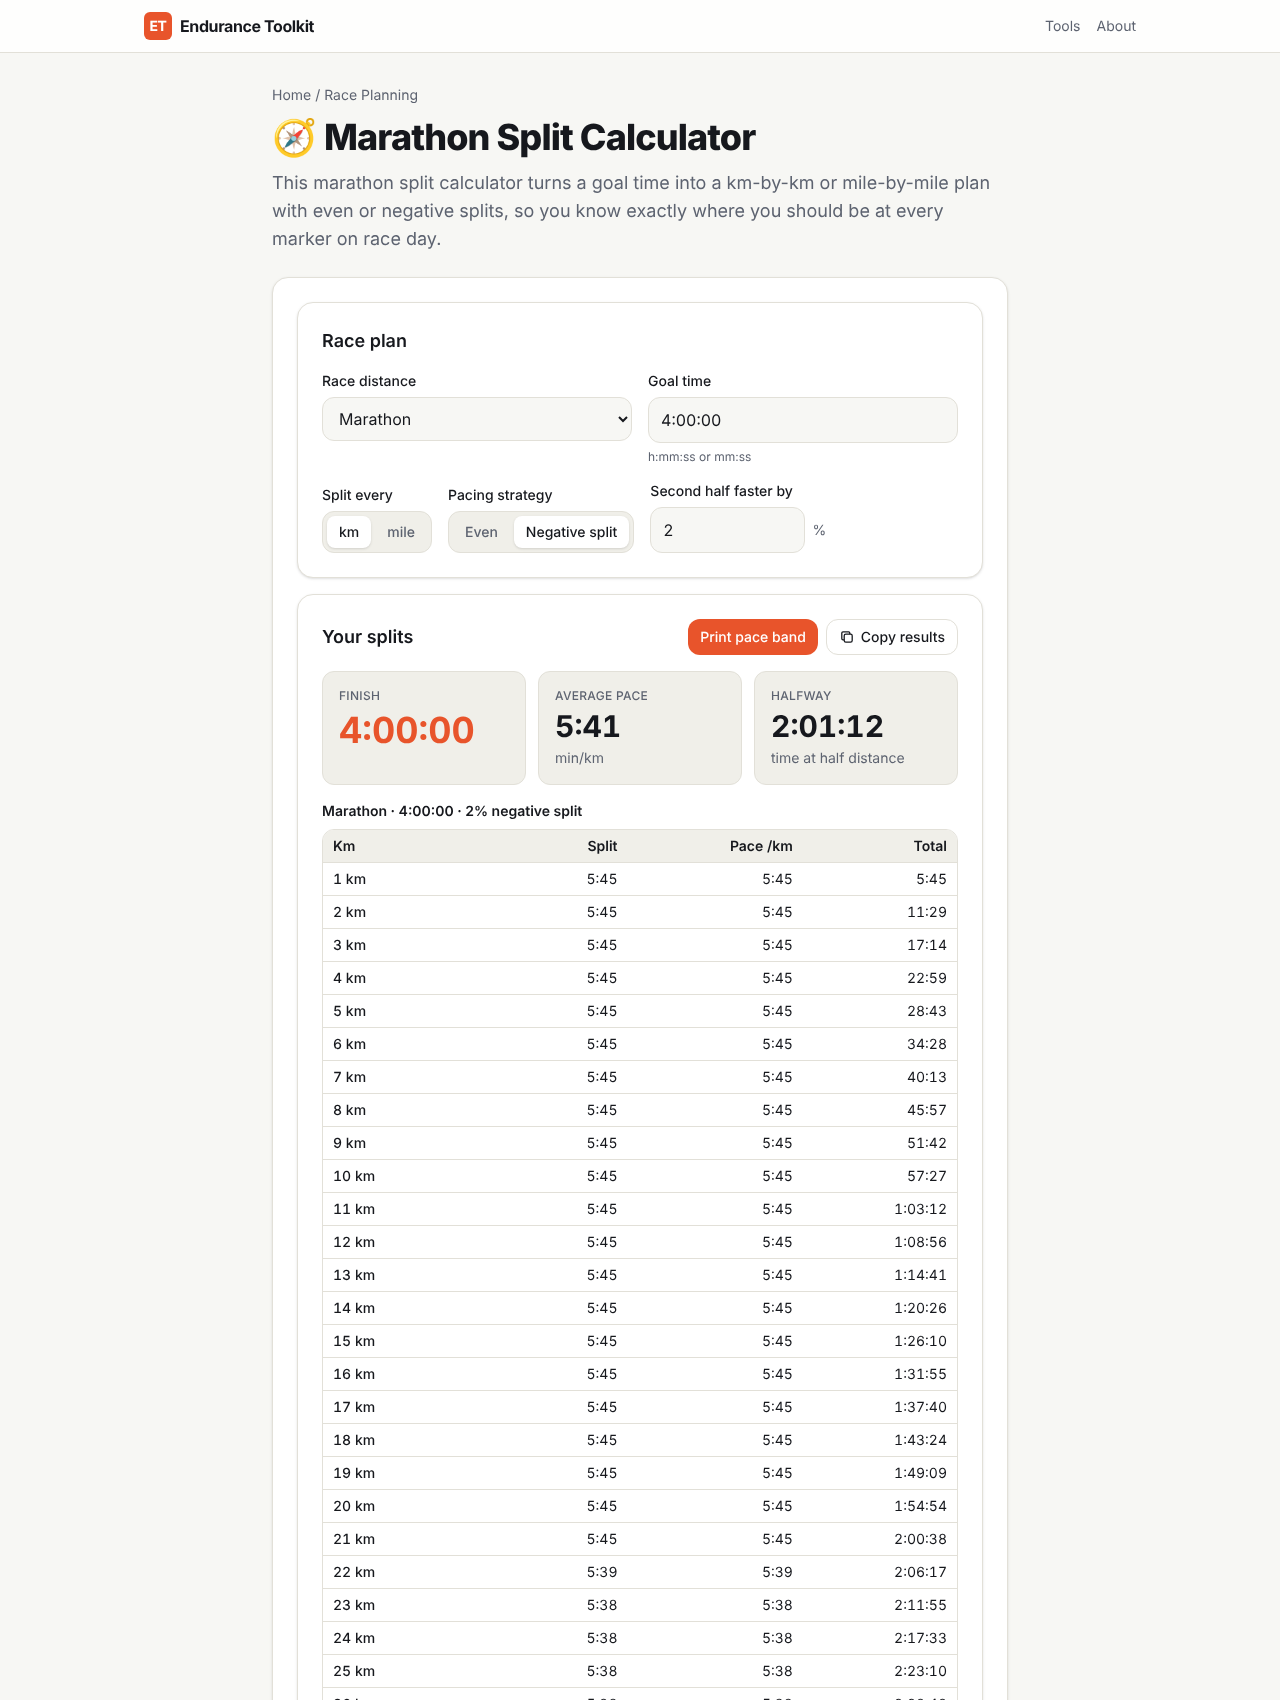 ET Endurance Toolkit
Tools About
Home / Race Planning
Marathon Split Calculator
This marathon split calculator turns a goal time into a km-by-km or mile-by-mile plan
with even or negative splits, so you know exactly where you should be at every
marker on race day.
Race plan
Race distance Goal time
Marathon 4:00:00
h:mm:ss or mm:ss
Split every Pacing strategy Second half faster by
km mile Even Negative split 2 %
Your splits Print pace band Copy results
FINISH AVERAGE PACE HALFWAY
4:00:00 5:41 2:01:12
min/km time at half distance
Marathon · 4:00:00 · 2% negative split
Km Split Pace /km Total
1 km 5:45 5:45 5:45
2 km 5:45 5:45 11:29
3 km 5:45 5:45 17:14
4 km 5:45 5:45 22:59
5 km 5:45 5:45 28:43
6 km 5:45 5:45 34:28
7 km 5:45 5:45 40:13
8 km 5:45 5:45 45:57
9 km 5:45 5:45 51:42
10 km 5:45 5:45 57:27
11 km 5:45 5:45 1:03:12
12 km 5:45 5:45 1:08:56
13 km 5:45 5:45 1:14:41
14 km 5:45 5:45 1:20:26
15 km 5:45 5:45 1:26:10
16 km 5:45 5:45 1:31:55
17 km 5:45 5:45 1:37:40
18 km 5:45 5:45 1:43:24
19 km 5:45 5:45 1:49:09
20 km 5:45 5:45 1:54:54
21 km 5:45 5:45 2:00:38
22 km 5:39 5:39 2:06:17
23 km 5:38 5:38 2:11:55
24 km 5:38 5:38 2:17:33
25 km 5:38 5:38 2:23:10